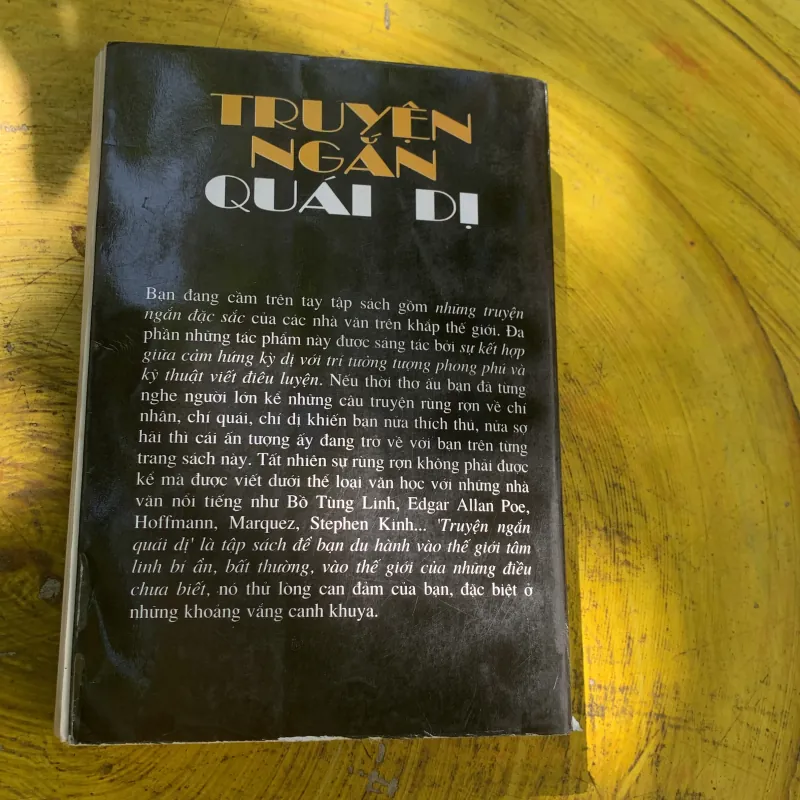 TRUYỆN
NGẮN
QUÁI DỊ
Bạn đang cầm trên tay tập sách gồm những truyện
ngắn đặc sắc của các nhà văn trên khắp thế giới. Đa
phần những tác phẩm này được sáng tác bởi sự kết hợp
giữa cảm hứng kỳ dị với trí tưởng tượng phong phú và
kỹ thuật viết điêu luyện. Nếu thời thơ ấu bạn đã từng
nghe người lớn kể những câu truyện rùng rợn về chí
nhân, chí quái, chí dị khiến bạn nửa thích thú, nửa sợ
hãi thì cái ấn tượng ấy đang trở về với bạn trên từng
trang sách này. Tất nhiên sự rùng rợn không phải được
kể mà được viết dưới thể loại văn học với những nhà
văn nổi tiếng như Bồ Tùng Linh, Edgar Allan Poe,
Hoffmann, Marquez, Stephen Kinh... 'Truyện ngắn
quái dị' là tập sách để bạn du hành vào thế giới tâm
linh bí ẩn, bất thường, vào thế giới của những điều
chưa biết, nó thử lòng can đảm của bạn, đặc biệt ở
những khoảng vắng canh khuya.